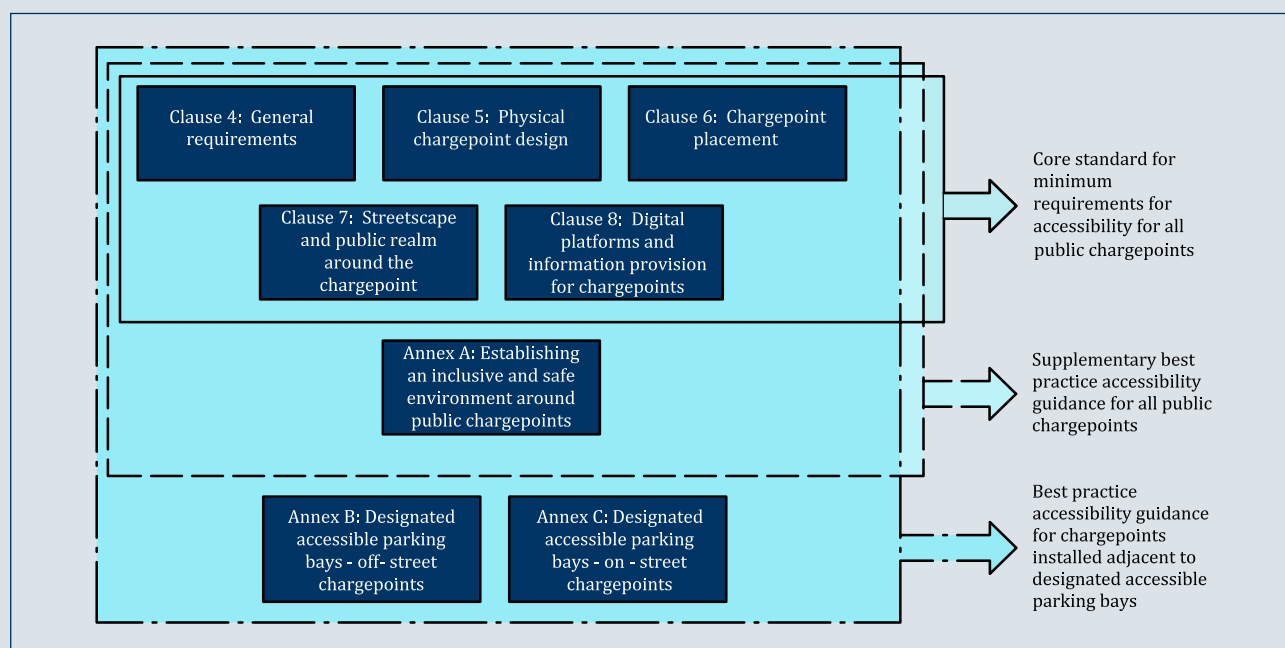 Clause 4: General
requirements
Clause 5: Physical
chargepoint design
Clause 6: Chargepoint
placement
Clause 7: Streetscape
and public realm
around the
chargepoint
Clause 8: Digital
platforms and
information provision
for chargepoints
Core standard for
minimum
requirements for
accessibility for all
public chargepoints
Annex A: Establishing
an inclusive and safe
environment around
public chargepoints
Supplementary best
practice accessibility
guidance for all public
chargepoints
Annex B: Designated
accessible parking
bays - off- street
chargepoints
Annex C: Designated
accessible parking
bays - on - street
chargepoints
Best practice
accessibility guidance
for chargepoints
installed adjacent to
designated accessible
parking bays